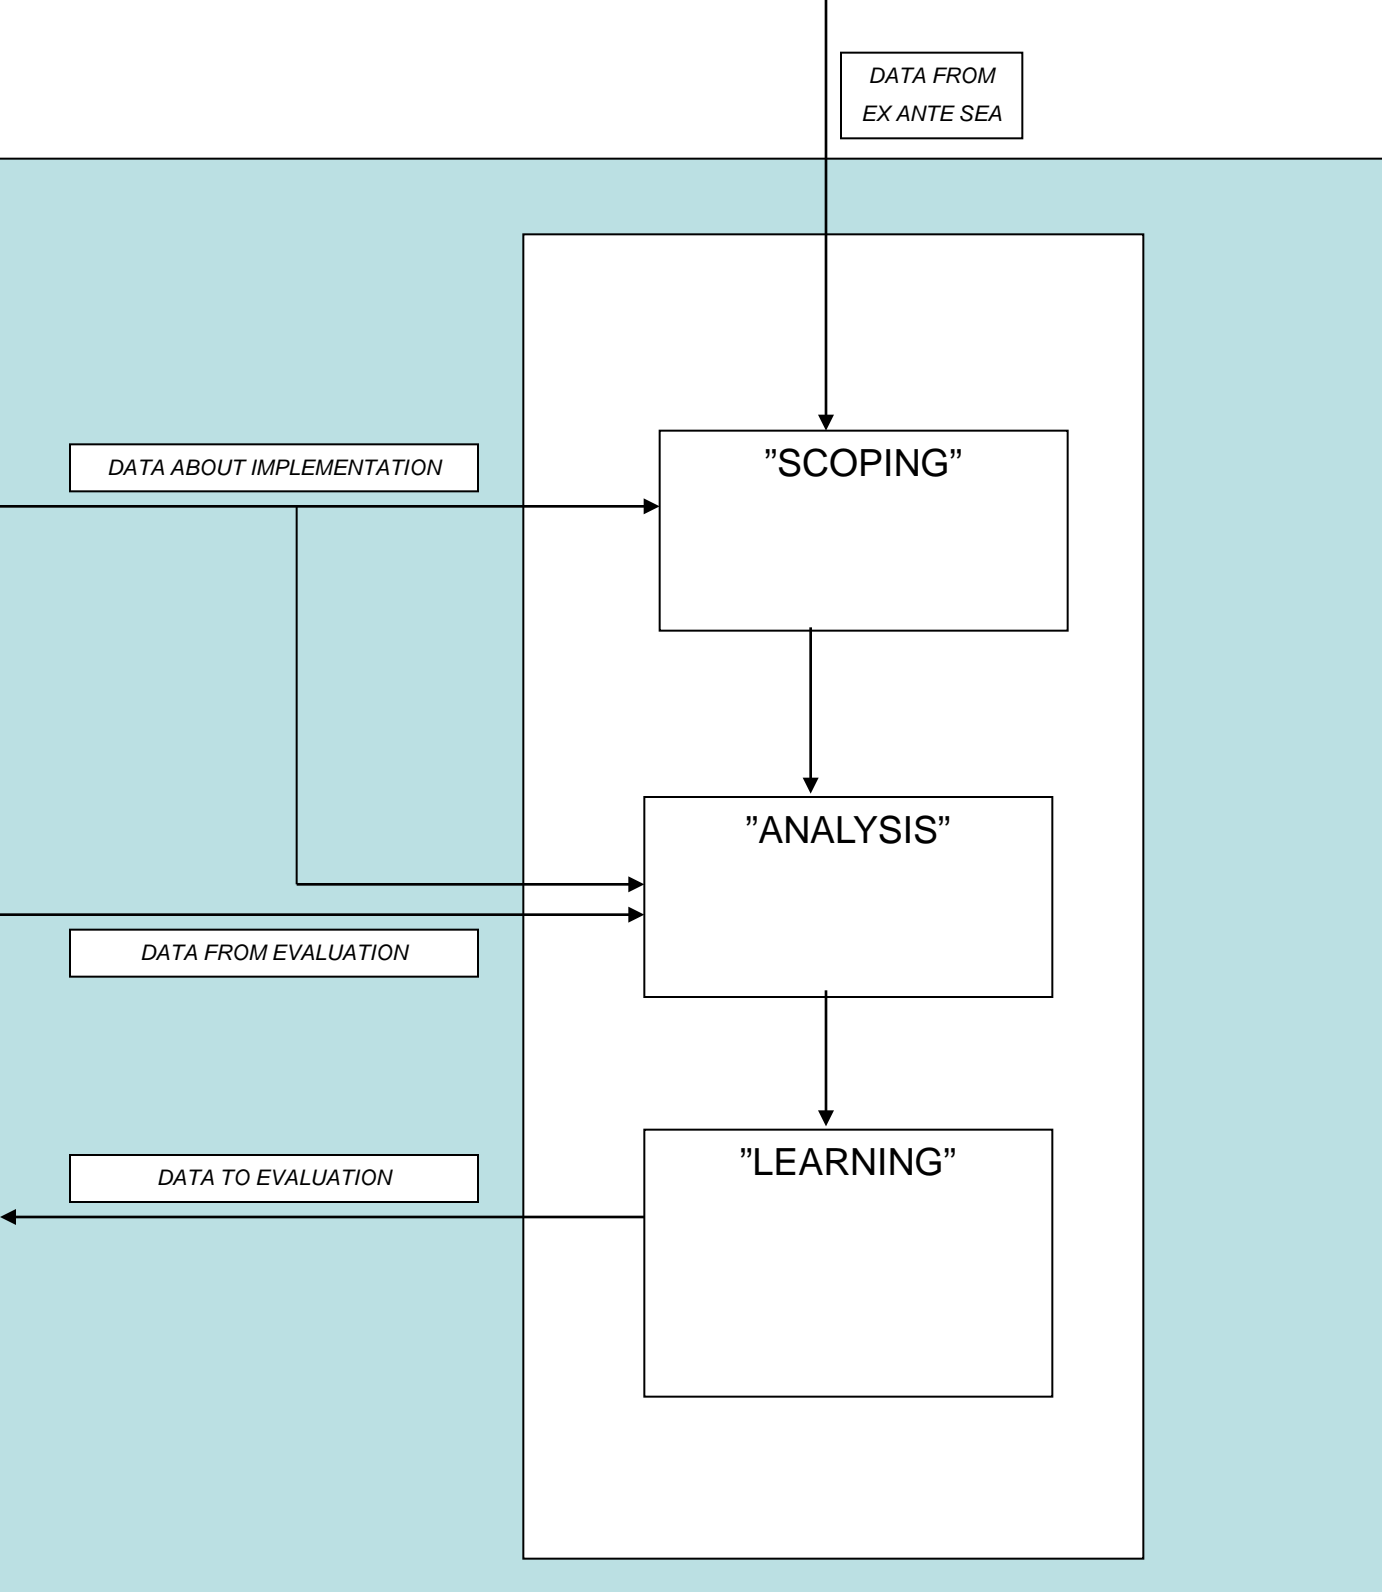 DATA FROM
EX ANTE SEA
DATA ABOUT IMPLEMENTATION
”SCOPING”
”ANALYSIS”
DATA FROM EVALUATION
DATA TO EVALUATION
”LEARNING”